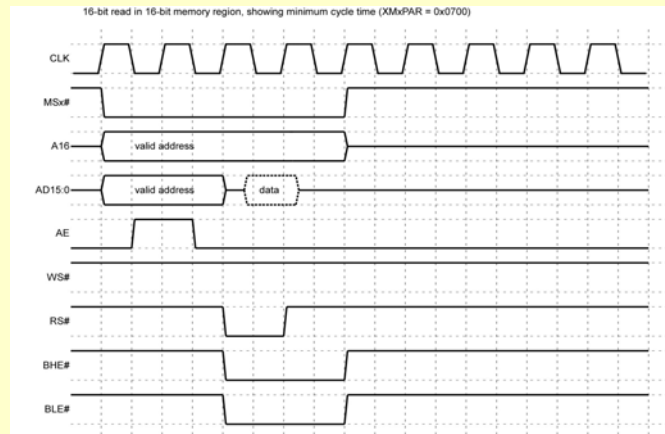 16-bit read in 16-bit memory region, showing minimum cycle time (XMxPAR = 0x0700)
CLK
MSx#
A16
valid address
AD15:0
valid address
data
AE
WS#
RS#
BHE#
BLE#